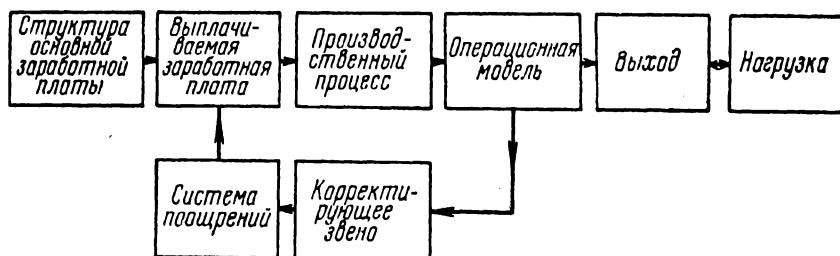 Структура
основной
заработной
платы
Выплачи-
ваемая
заработная
плата
Производ-
ственный
процесс
Операционная
модель
Выход
Нагрузка
Система
поощрений
Корректи-
рующее
звено